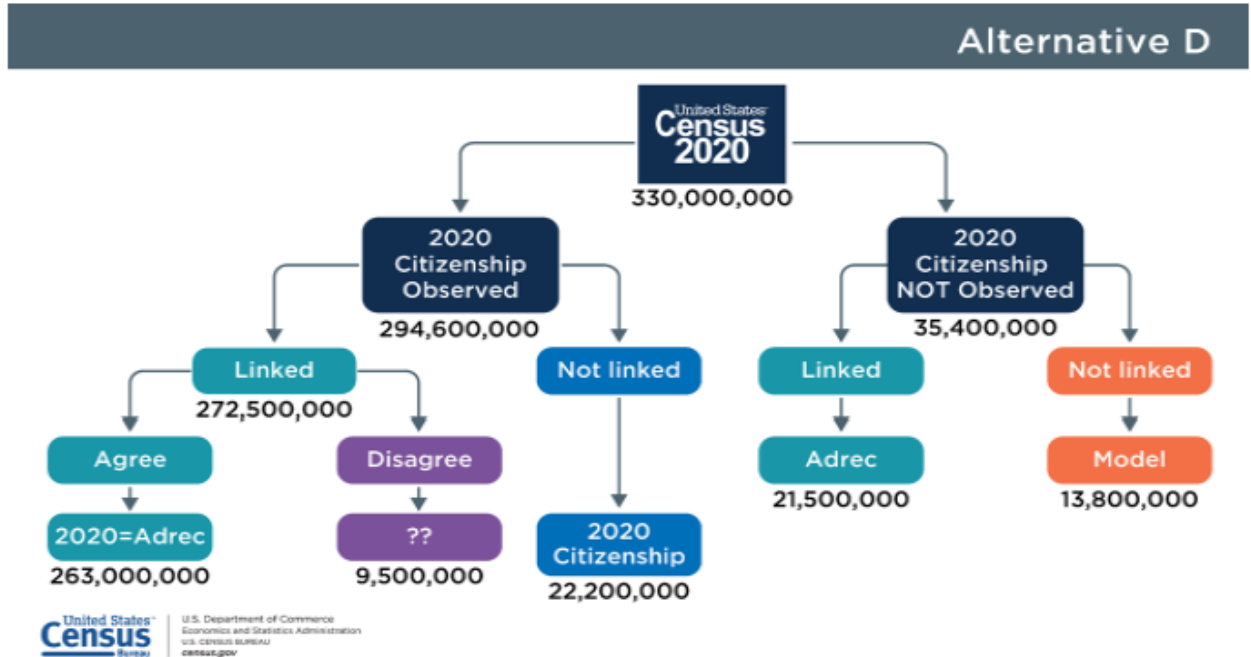 Alternative D
United States
Census
2020
330,000,000
2020
Citizenship
Observed
294,600,000
2020
Citizenship
NOT Observed
35,400,000
Linked
272,500,000
Not linked
Linked
Not linked
Agree
Disagree
Adrec
21,500,000
Model
13,800,000
2020=Adrec
263,000,000
??
9,500,000
2020
Citizenship
22,200,000
United States
Census
Bureau
U.S. Department of Commerce
Economics and Statistics Administration
U.S. CENSUS BUREAU
census.gov